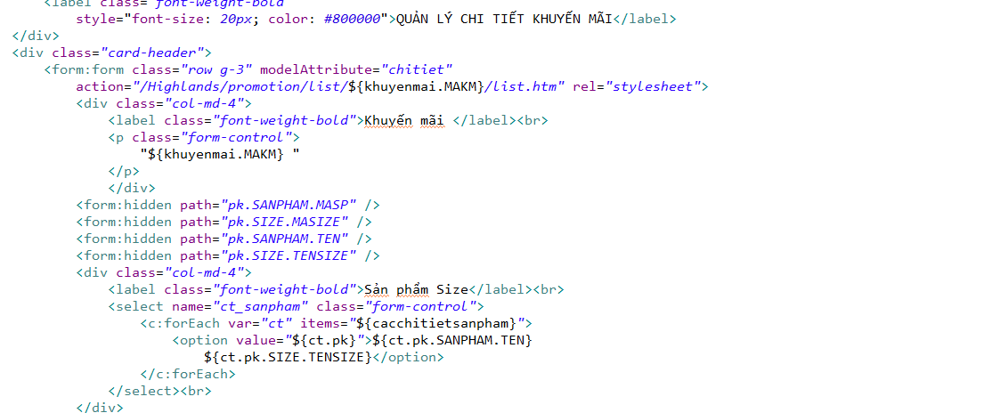 <label class="font-weight-bold"
style="font-size: 20px; color: #800000">QUẢN LÝ CHI TIẾT KHUYẾN MÃI</label>
</div>
<div class="card-header">
<form:form class="row g-3" modelAttribute="chitiet"
action="/Highlands/promotion/list/${khuyenmai.MAKM}/list.htm" rel="stylesheet">
<div class="col-md-4">
<label class="font-weight-bold">Khuyến mãi </label><br>
<p class="form-control">
"${khuyenmai.MAKM} "
</p>
</div>
<form:hidden path="pk.SANPHAM.MASP" />
<form:hidden path="pk.SIZE.MASIZE" />
<form:hidden path="pk.SANPHAM.TEN" />
<form:hidden path="pk.SIZE.TENSIZE" />
<div class="col-md-4">
<label class="font-weight-bold">Sản phẩm Size</label><br>
<select name="ct_sanpham" class="form-control">
<c:forEach var="ct" items="${cacchitietsanpham}">
<option value="${ct.pk}">${ct.pk.SANPHAM.TEN}
${ct.pk.SIZE.TENSIZE}</option>
</c:forEach>
</select><br>
</div>